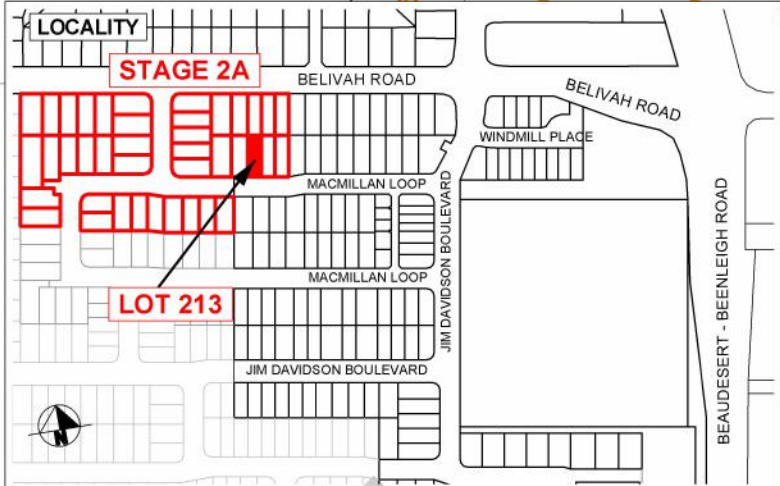 LOCALITY
STAGE 2A
BELIVAH ROAD
BELIVAH ROAD
WINDMILL PLACE
MACMILLAN LOOP
JIM DAVIDSON BOULEVARD
BEAUDESERT - BEENLEIGH ROAD
MACMILLAN LOOP
LOT 213
JIM DAVIDSON BOULEVARD
N